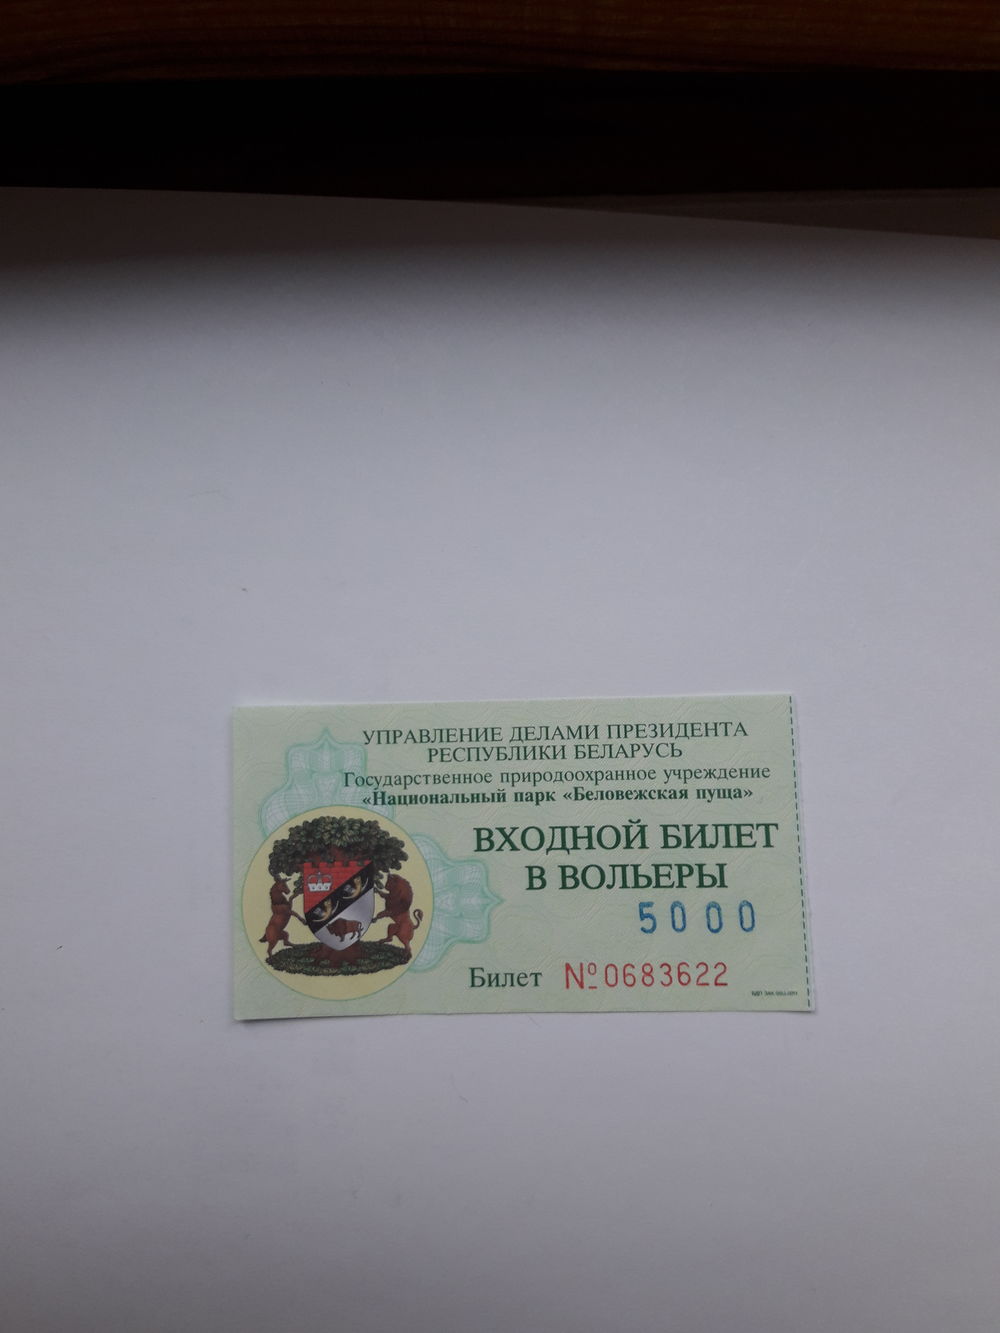 УПРАВЛЕНИЕ ДЕЛАМИ ПРЕЗИДЕНТА
РЕСПУБЛИКИ БЕЛАРУСЬ
Государственное природоохранное учреждение
«Национальный парк «Беловежская пуща»
ВХОДНОЙ БИЛЕТ
В ВОЛЬЕРЫ
5000
Билет №0683622